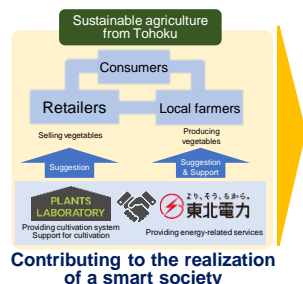 Sustainable agriculture
from Tohoku
Consumers
Retailers
Local farmers
Selling vegetables
Producing
vegetables
Suggestion
Suggestion
& Support
PLANTS
LABORATORY
より、そう、ちから。
東北電力
Providing cultivation system
Support for cultivation
Providing energy-related services
Contributing to the realization
of a smart society